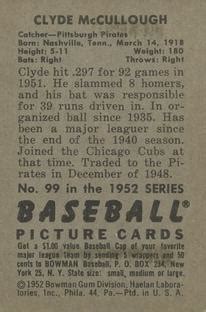 CLYDE McCULLOUGH
Catcher—Pittsburgh Pirates
Born: Nashville, Tenn., March 14, 1918
Height: 5-11 Weight: 180
Bats: Right Throws: Right
Clyde hit .297 for 92 games in
1951. He slammed 8 homers,
and his bat was responsible
for 39 runs driven in. In or-
ganized ball since 1935. Has
been a major leaguer since
the end of the 1940 season.
Joined the Chicago Cubs at
that time. Traded to the Pi-
rates in December of 1948.
No. 99 in the 1952 SERIES
BASEBALL®
PICTURE CARDS
Get a $1.00 value Baseball Cap of your favorite
major league team by sending 5 wrappers and 50
cents to BOWMAN Baseball, P. O. BOX 234, New
York 25, N. Y. State size: small, medium or large.
©1952 Bowman Gum Division, Haelan Labora-
tories, Inc., Phila. 44, Pa.—Ptd. in U. S. A.